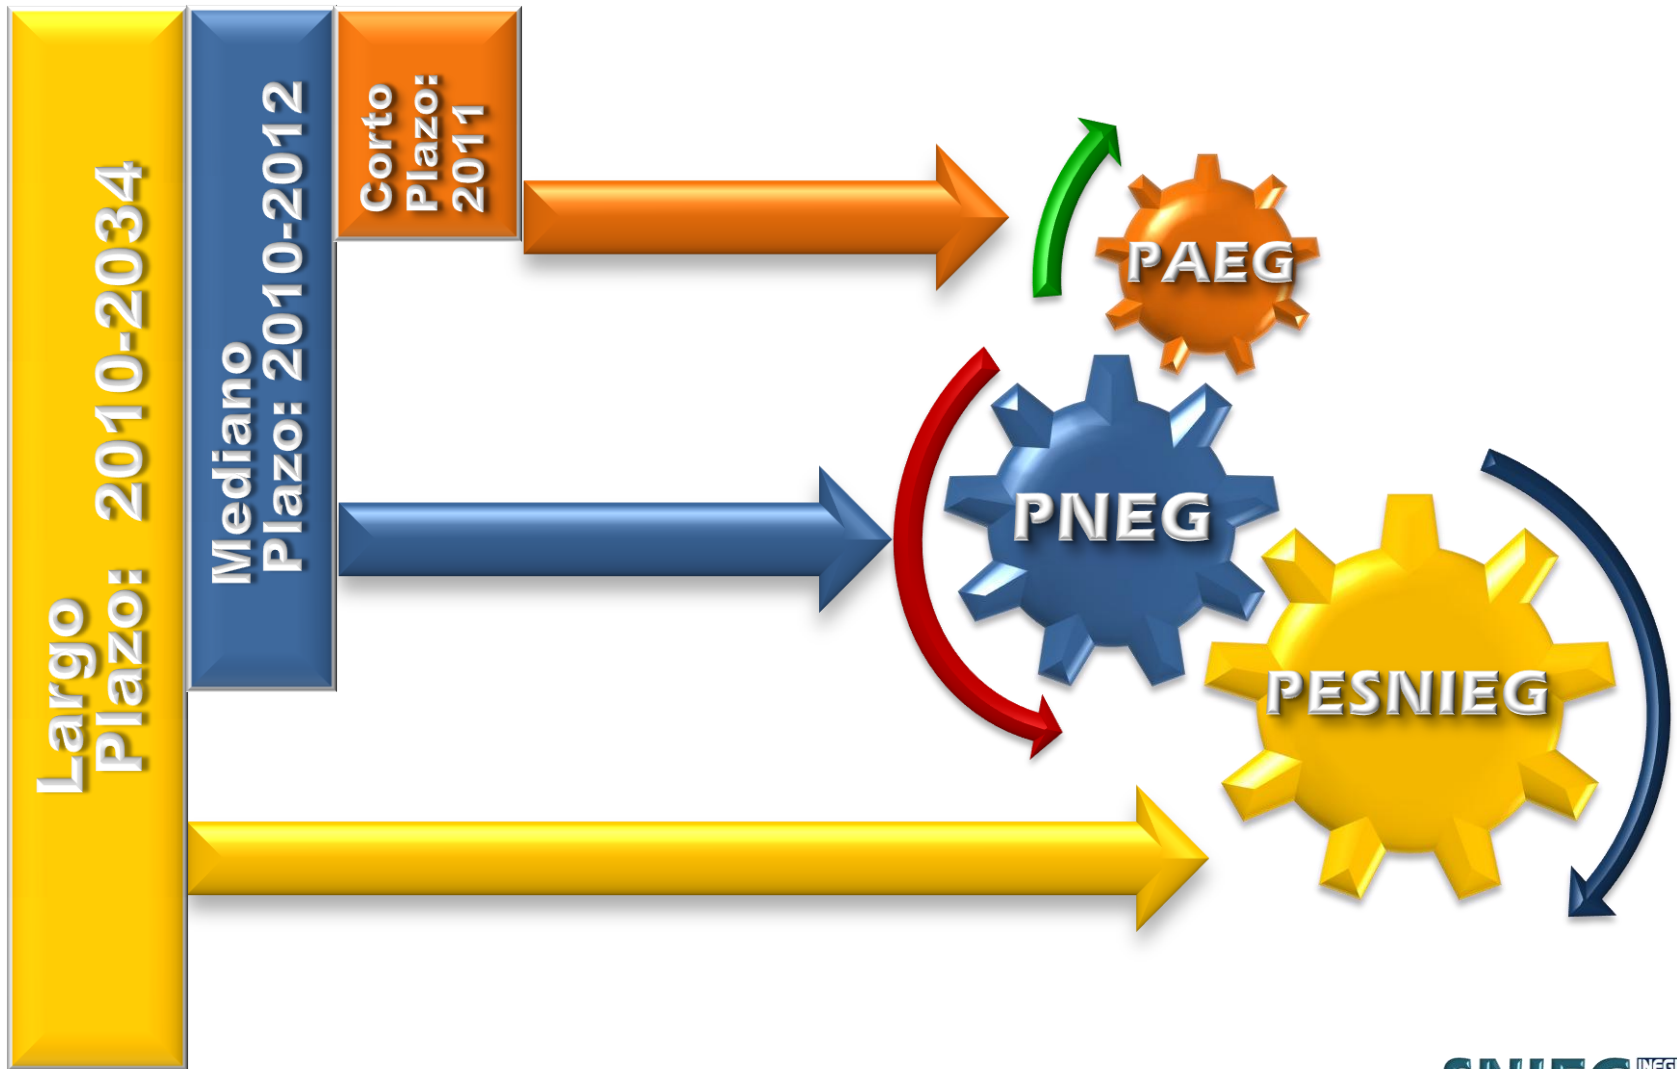 Largo
Plazo: 2010-2034
Mediano
Plazo: 2010-2012
Corto
Plazo:
2011
PAEG
PNEG
PESNIEG